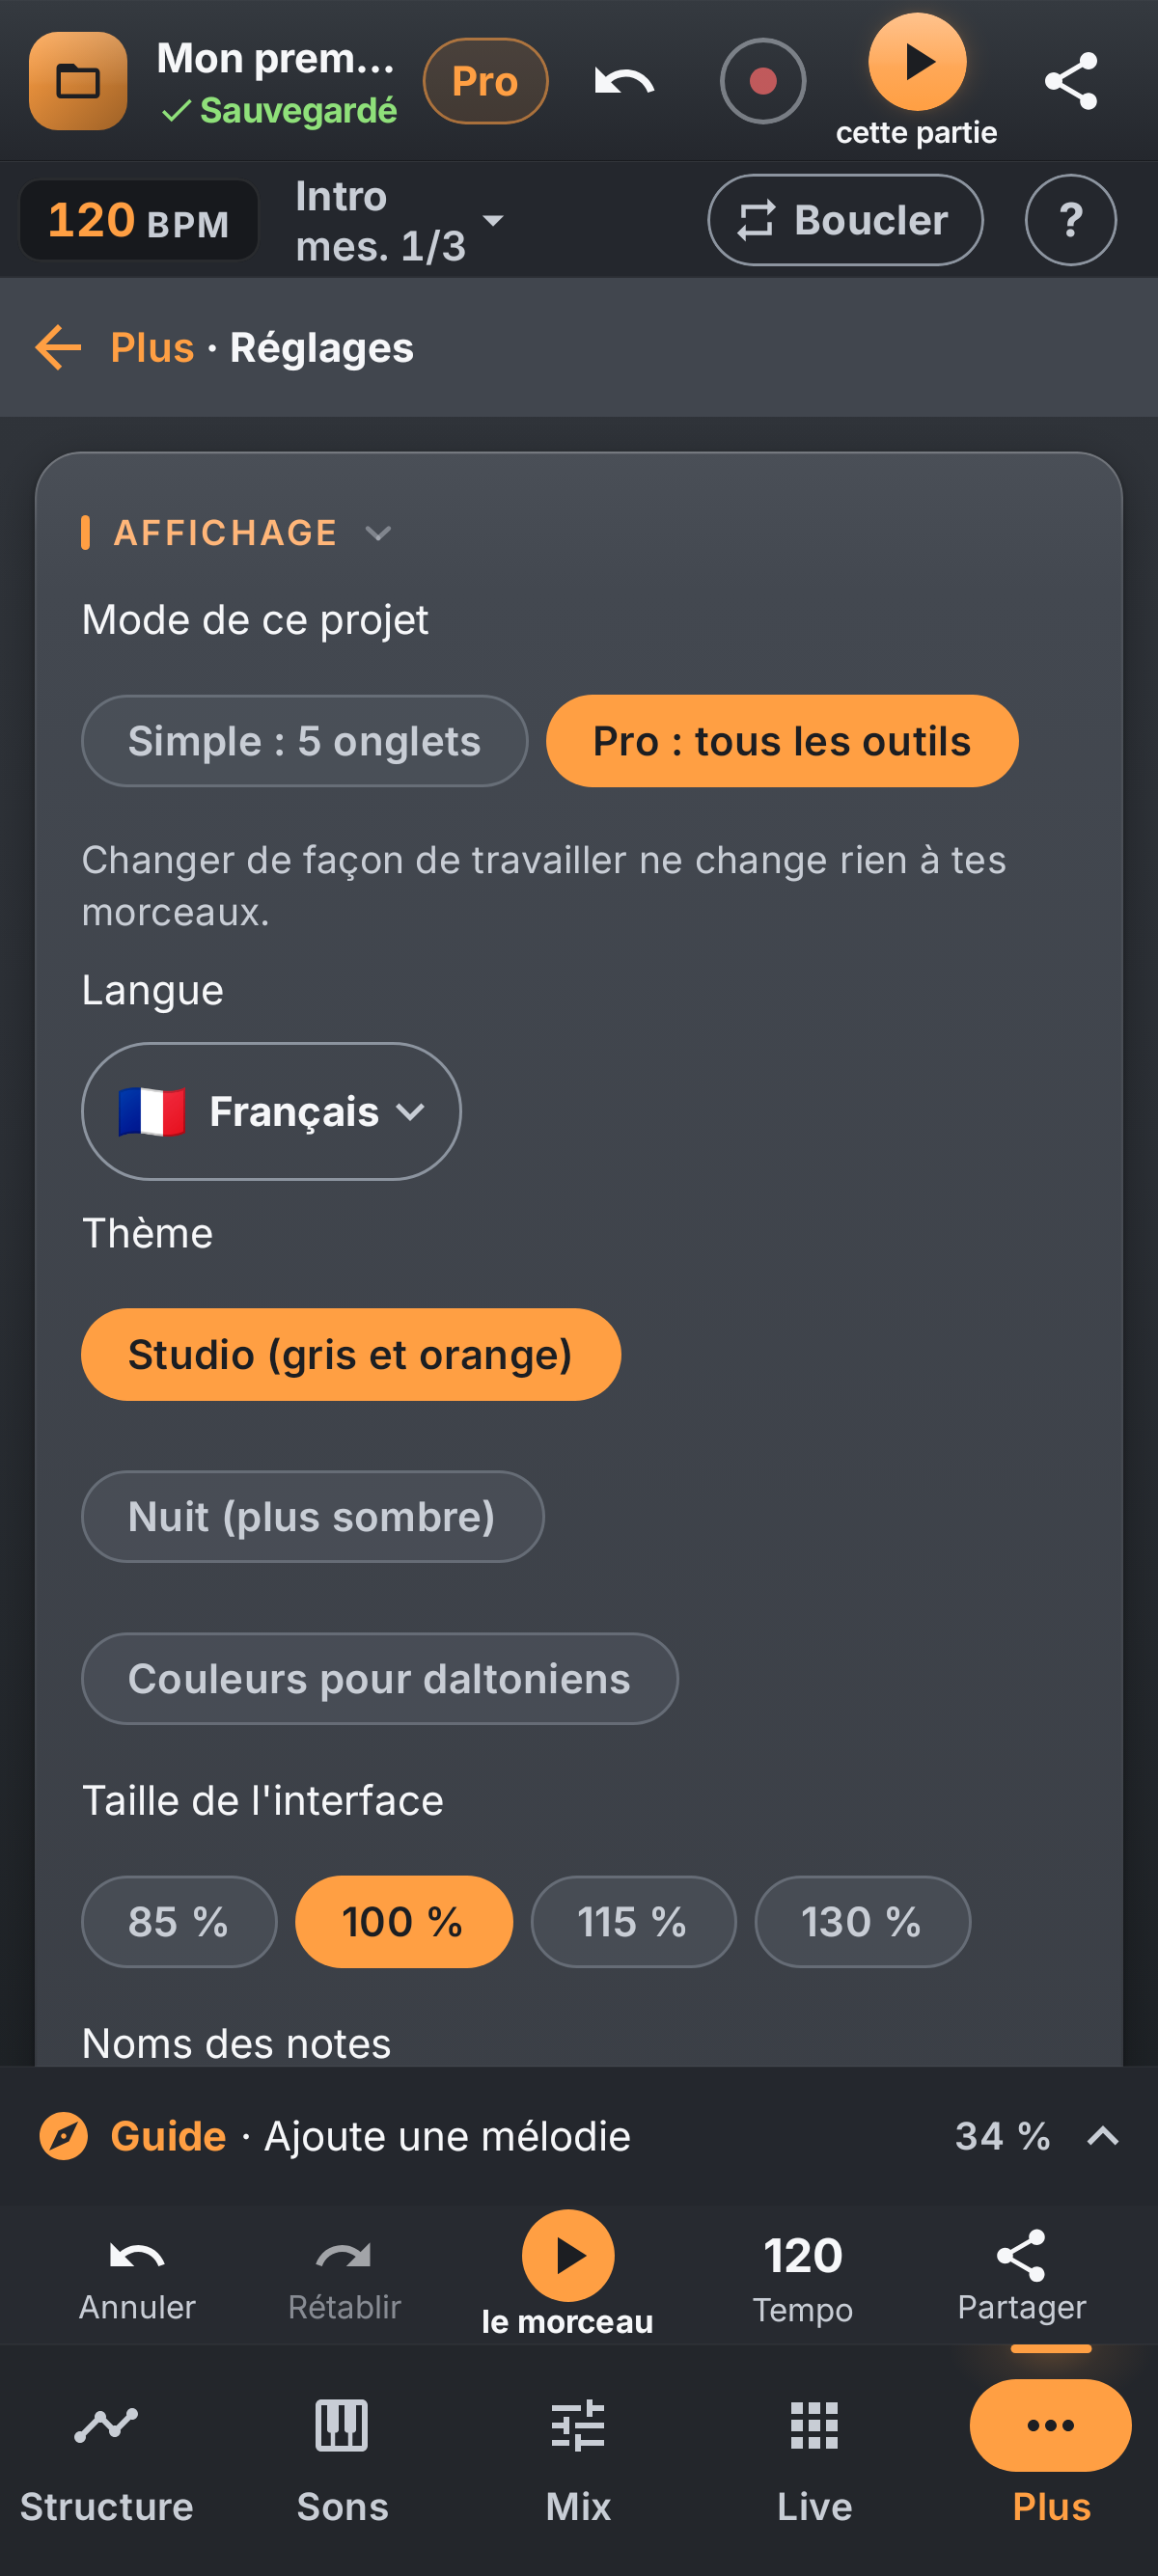 Mon prem...
Sauvegardé
Pro
cette partie
120 BPM
Intro
mes. 1/3
Boucler
?
Plus · Réglages
AFFICHAGE
Mode de ce projet
Simple : 5 onglets
Pro : tous les outils
Changer de façon de travailler ne change rien à tes
morceaux.
Langue
Français
Thème
Studio (gris et orange)
Nuit (plus sombre)
Couleurs pour daltoniens
Taille de l'interface
85 %
100 %
115 %
130 %
Noms des notes
Guide · Ajoute une mélodie
34 %
Annuler
Rétablir
le morceau
120
Tempo
Partager
Structure
Sons
Mix
Live
Plus